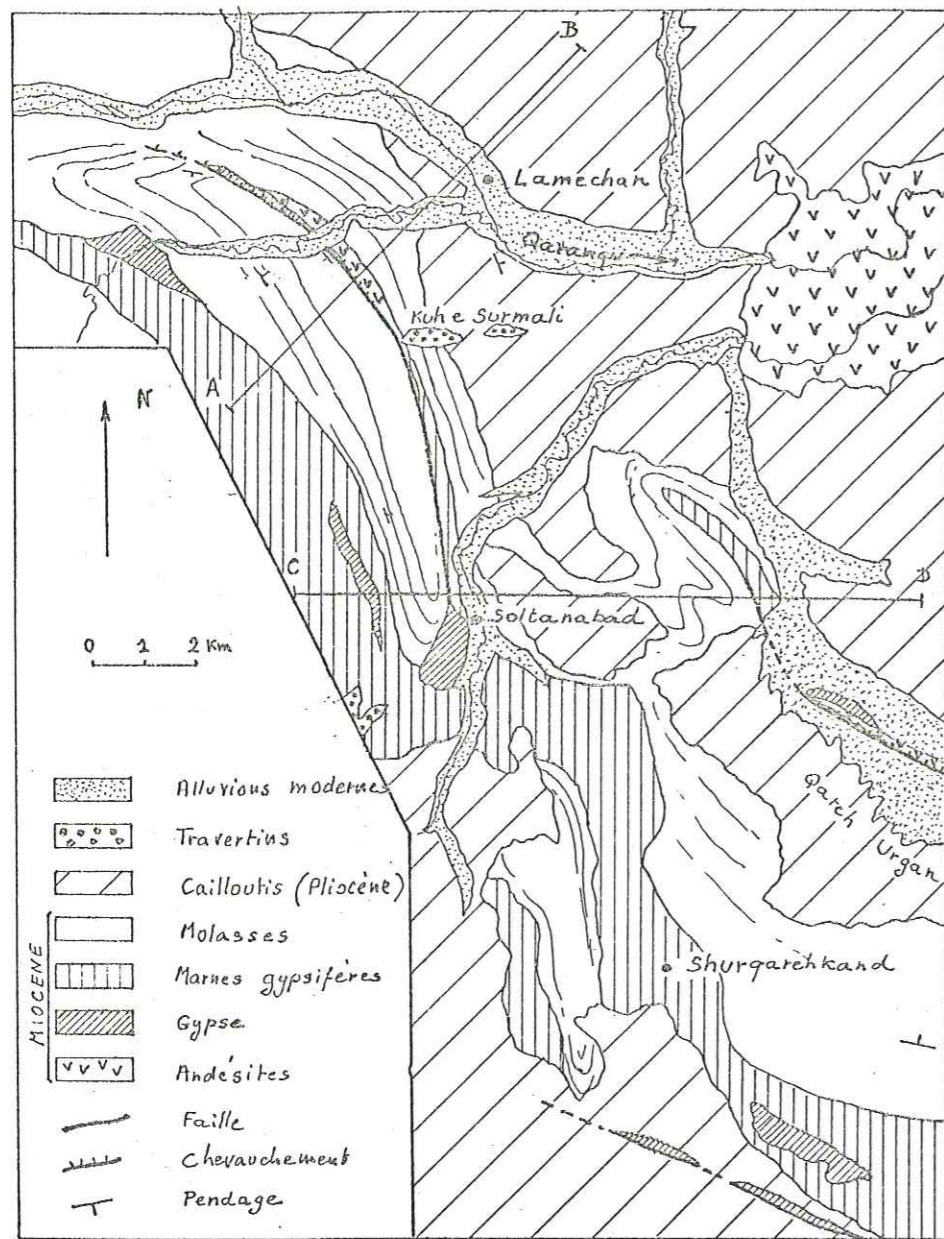 B
Lamechan
Qarangu
Kuh e Surmali
A
N
C
D
Soltanabad
0 1 2 Km
Qarch
Urgan
Shurqarehkand
Alluvions modernes
Travertins
Cailloutis (Pliocène)
MIOCENE
Molasses
Marnes gypsifères
Gypse
Andésites
Faille
Chevauchement
Pendage